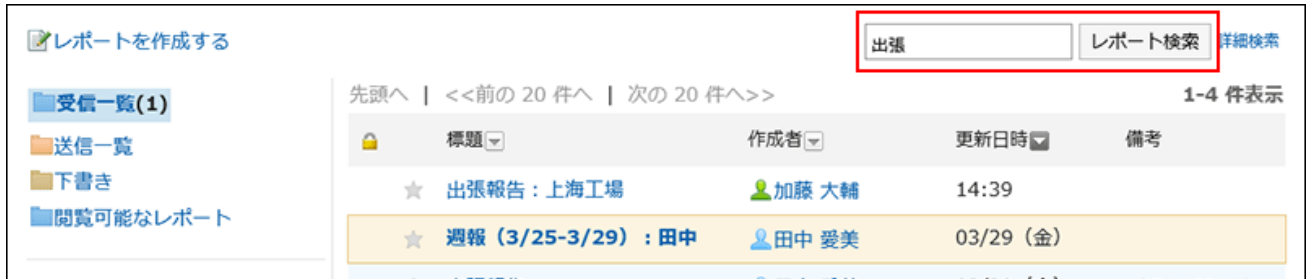 レポートを作成する
出張 レポート検索 詳細検索
受信一覧(1)
送信一覧
下書き
閲覧可能なレポート
先頭へ | <<前の 20 件へ | 次の 20 件へ>> 1-4 件表示
標題 作成者 更新日時 備考
出張報告：上海工場 加藤 大輔 14:39
週報（3/25-3/29）：田中 田中 愛美 03/29（金）